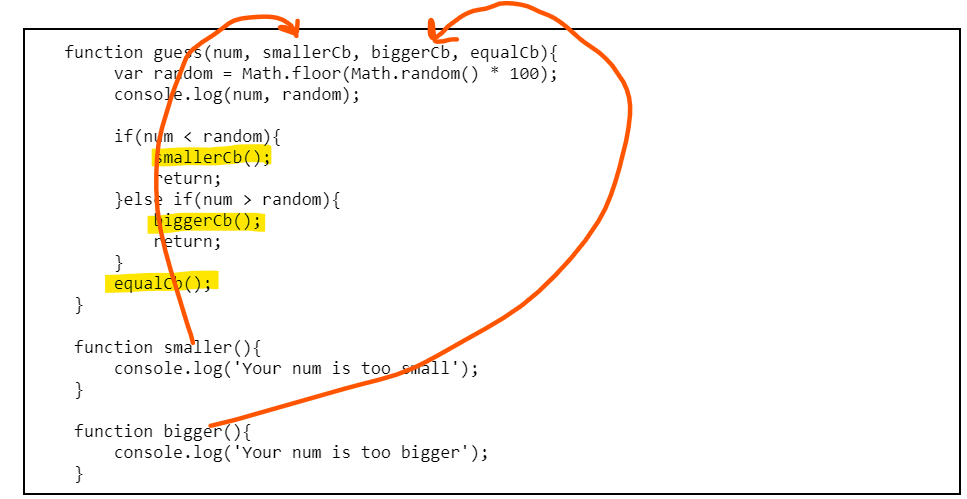 function guess(num, smallerCb, biggerCb, equalCb){
var random = Math.floor(Math.random() * 100);
console.log(num, random);
if(num < random){
smallerCb();
return;
}else if(num > random){
biggerCb();
return;
}
equalCb();
}
function smaller(){
console.log('Your num is too small');
}
function bigger(){
console.log('Your num is too bigger');
}